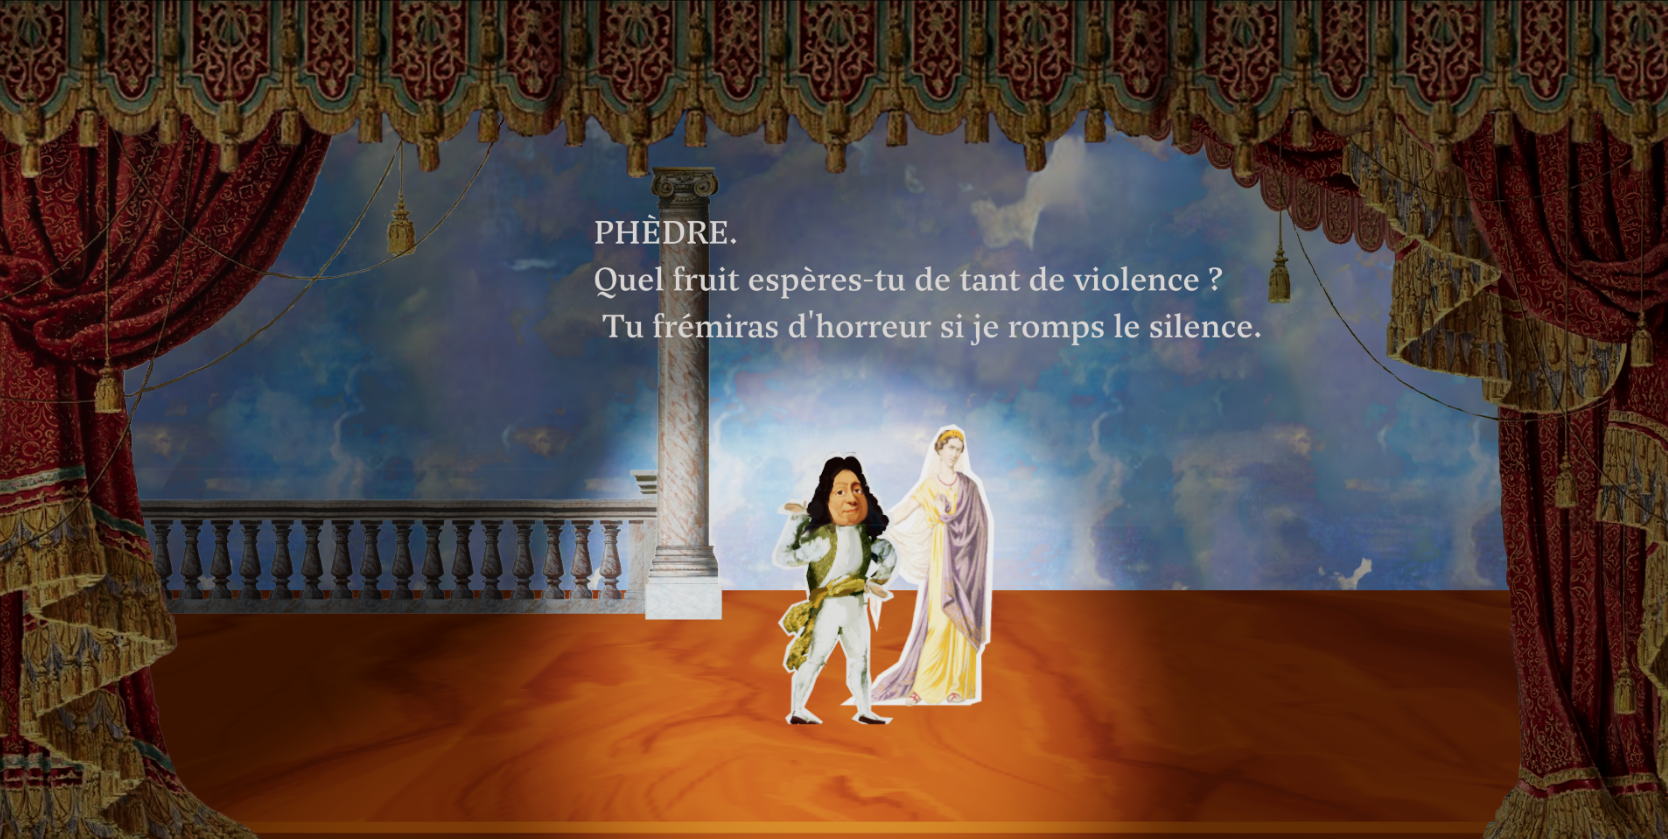 PHÈDRE.
Quel fruit espères-tu de tant de violence ?
Tu frémiras d'horreur si je romps le silence.